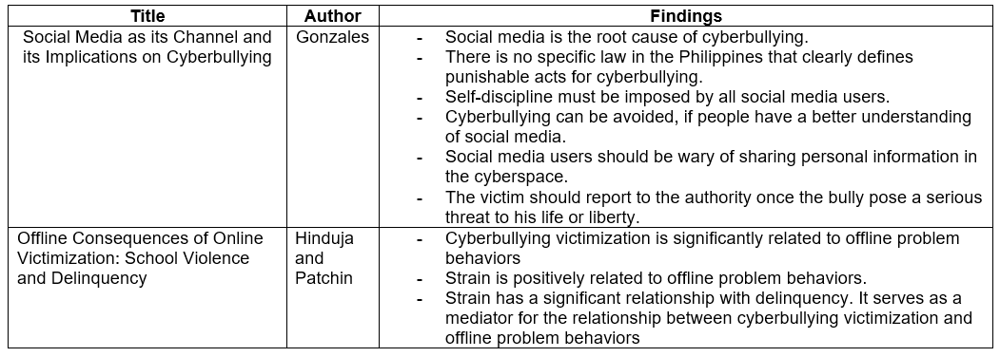 Title Author Findings
Social Media as its Channel and
its Implications on Cyberbullying
Gonzales
- Social media is the root cause of cyberbullying.
- There is no specific law in the Philippines that clearly defines
punishable acts for cyberbullying.
- Self-discipline must be imposed by all social media users.
- Cyberbullying can be avoided, if people have a better understanding
of social media.
- Social media users should be wary of sharing personal information in
the cyberspace.
- The victim should report to the authority once the bully pose a serious
threat to his life or liberty.
Offline Consequences of Online
Victimization: School Violence
and Delinquency
Hinduja
and
Patchin
- Cyberbullying victimization is significantly related to offline problem
behaviors
- Strain is positively related to offline problem behaviors.
- Strain has a significant relationship with delinquency. It serves as a
mediator for the relationship between cyberbullying victimization and
offline problem behaviors